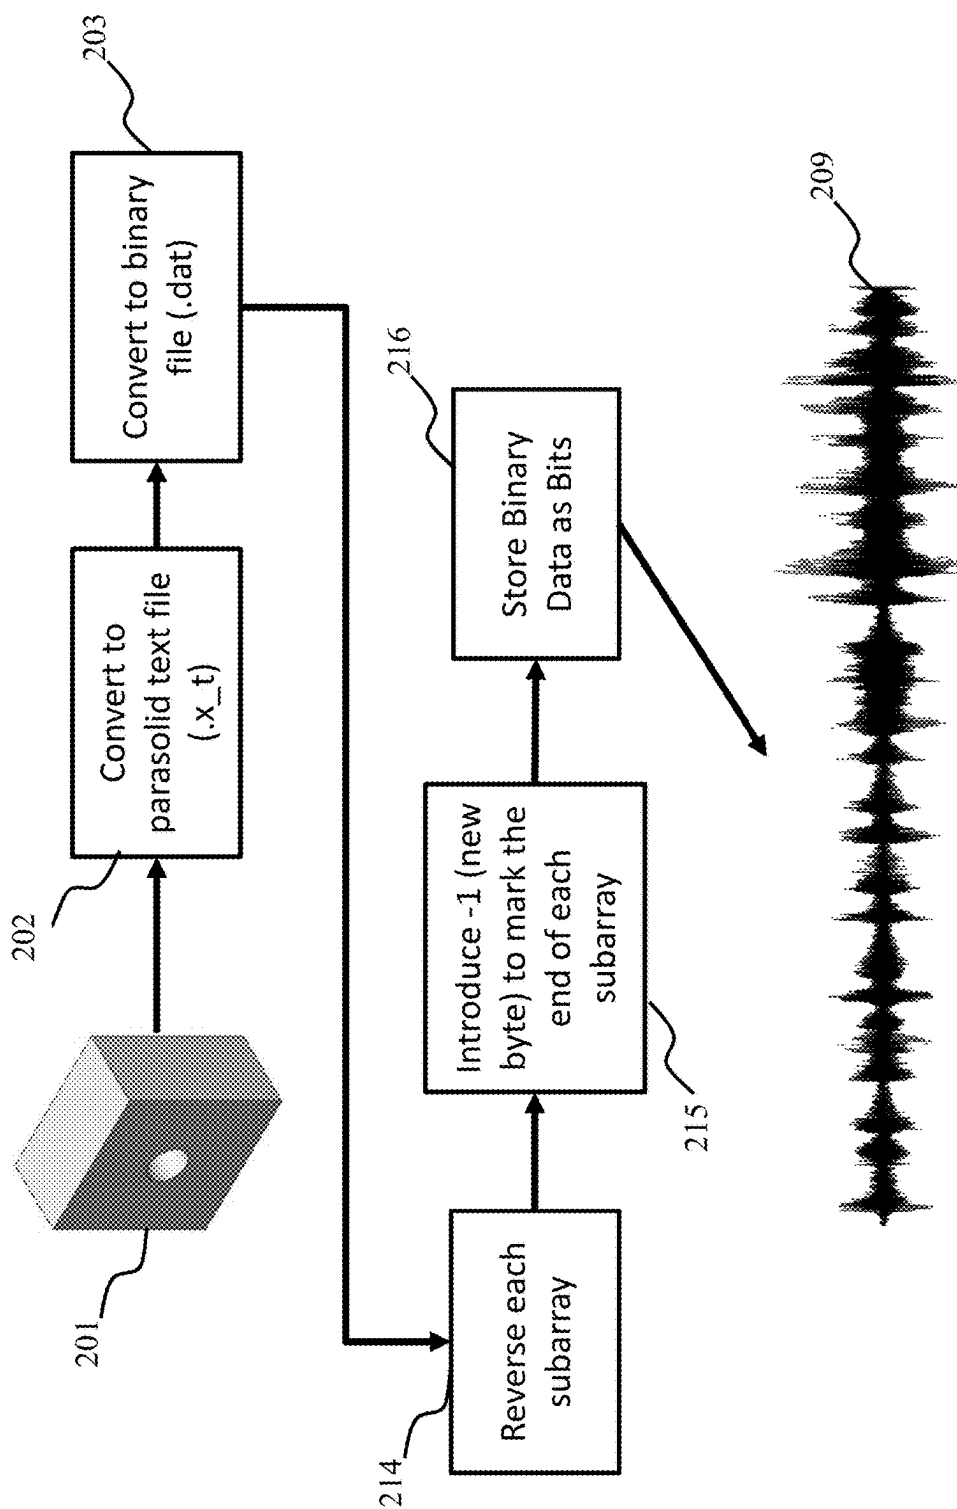 201
202
Convert to
parasolid text file
(.x_t)
203
Convert to binary
file (.dat)
214
Reverse each
subarray
215
Introduce -1 (new
byte) to mark the
end of each
subarray
216
Store Binary
Data as Bits
209